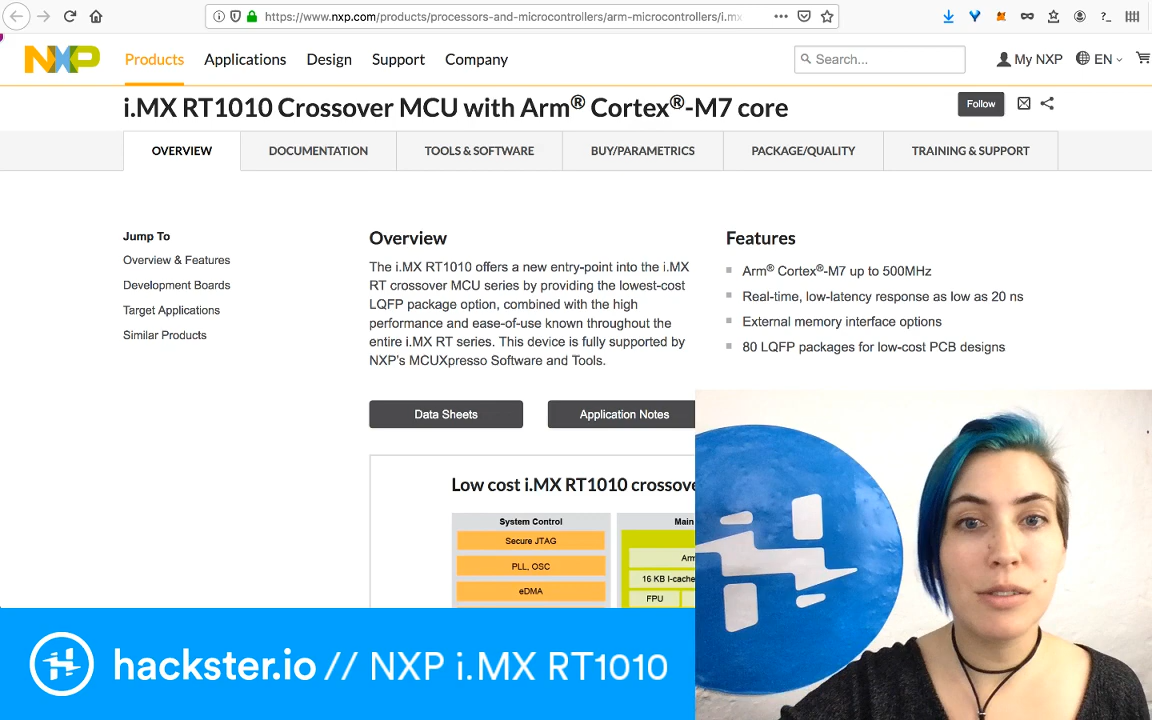 https://www.nxp.com/products/processors-and-microcontrollers/arm-microcontrollers/i.mx
NXP
Products
Applications
Design
Support
Company
Search...
My NXP
EN
i.MX RT1010 Crossover MCU with Arm® Cortex®-M7 core
Follow
OVERVIEW
DOCUMENTATION
TOOLS & SOFTWARE
BUY/PARAMETRICS
PACKAGE/QUALITY
TRAINING & SUPPORT
Jump To
Overview & Features
Development Boards
Target Applications
Similar Products
Overview
The i.MX RT1010 offers a new entry-point into the i.MX
RT crossover MCU series by providing the lowest-cost
LQFP package option, combined with the high
performance and ease-of-use known throughout the
entire i.MX RT series. This device is fully supported by
NXP's MCUXpresso Software and Tools.
Features
Arm® Cortex®-M7 up to 500MHz
Real-time, low-latency response as low as 20 ns
External memory interface options
80 LQFP packages for low-cost PCB designs
Data Sheets
Application Notes
Low cost i.MX RT1010 crossove
System Control
Secure JTAG
PLL, OSC
eDMA
Main
Arm
16 KB I-cache
FPU
hackster.io // NXP i.MX RT1010